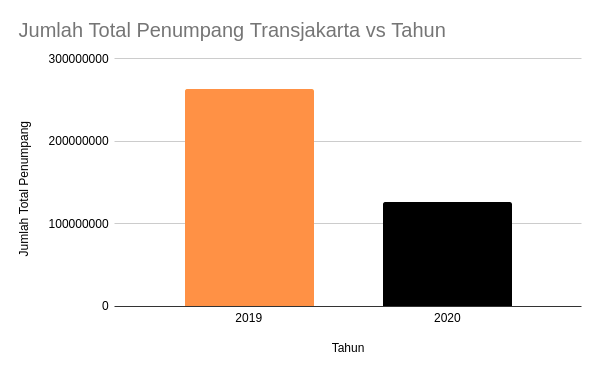 Jumlah Total Penumpang Transjakarta vs Tahun
300000000
200000000
100000000
0
Jumlah Total Penumpang
2019
2020
Tahun